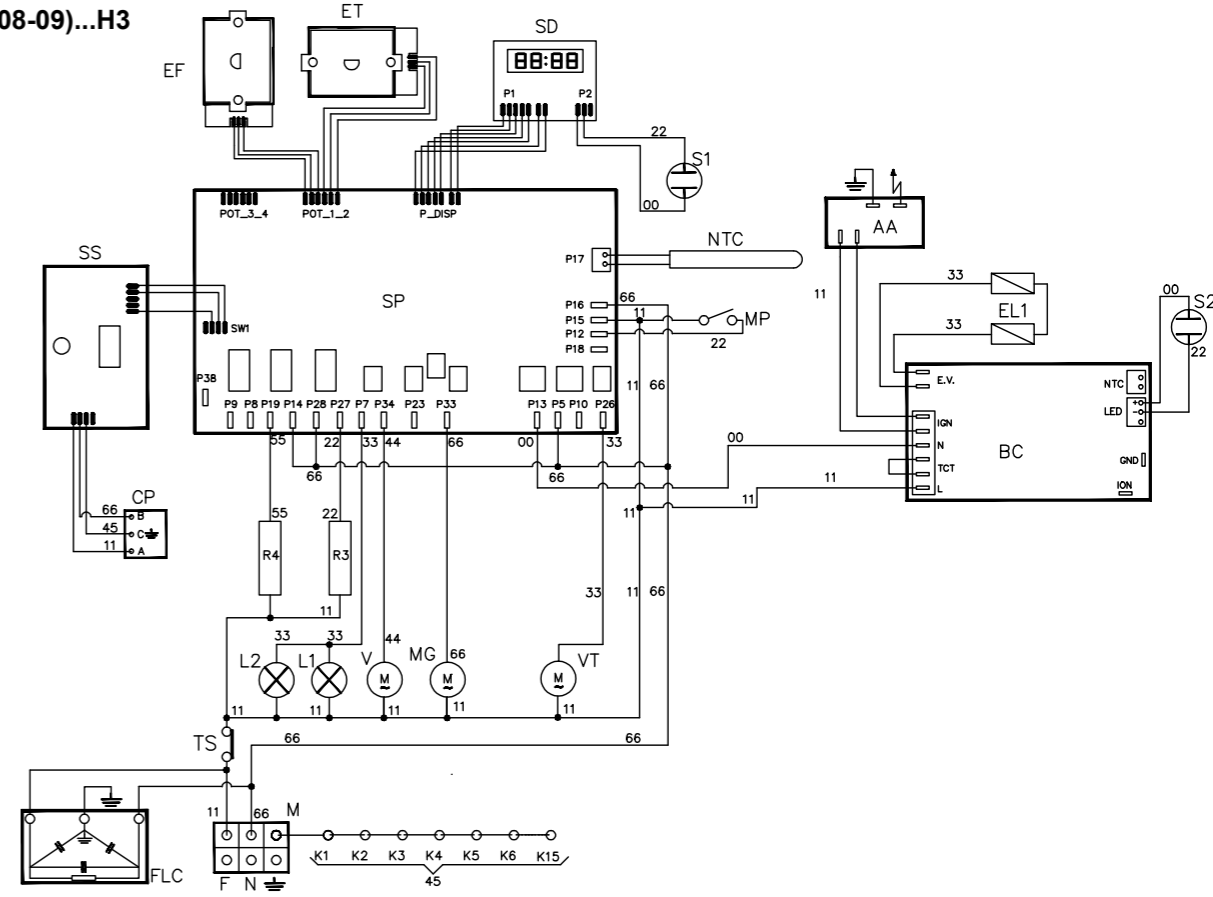 08-09)...H3
ET
SD
EF
88:88
P1
P2
22
S1
00
POT_3_4
POT_1_2
P_DISP
AA
SS
NTC
P17
11
33
00
S2
SP
66
P16
EL1
P15
11
MP
33
SW1
P12
22
22
P18
E.V.
NTC
P38
11
66
LED
P9
P8
P19
P14
P28
P27
P7
P34
P23
P33
P13
P5
P10
P26
IGN
55
22
33
44
66
00
33
00
N
BC
66
66
TCT
GND
11
L
ION
11
CP
66
B
45
C
11
A
55
22
11
R4
R3
33
11
66
11
33
33
44
L2
L1
V
MG
66
VT
M
M
M
11
11
11
11
11
TS
66
66
11
66
M
K1
K2
K3
K4
K5
K6
K15
FLC
F
N
45